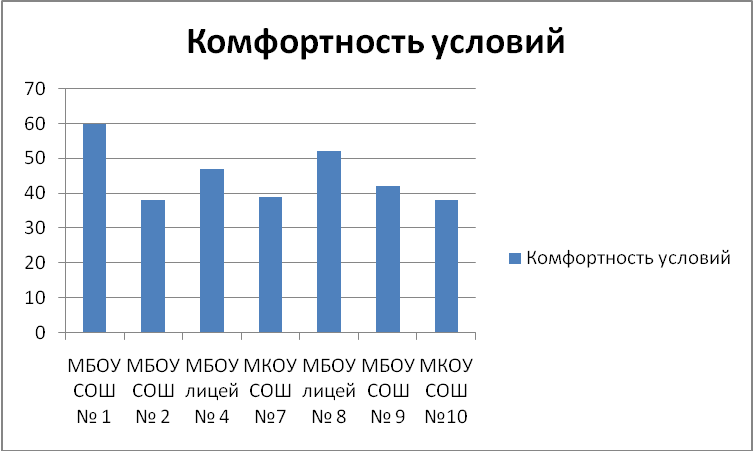 Комфортность условий
70
60
50
40
30
20
10
0
МБОУ СОШ № 1
МБОУ СОШ № 2
МБОУ лицей № 4
МКОУ СОШ №7
МБОУ лицей № 8
МБОУ СОШ № 9
МКОУ СОШ №10
Комфортность условий